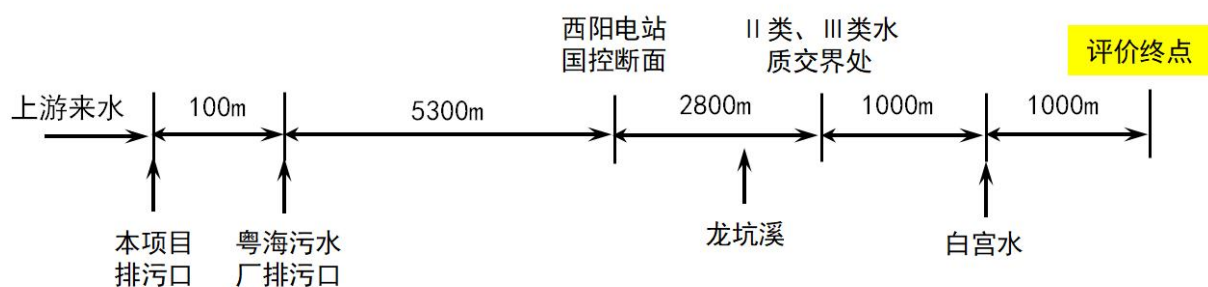 西阳电站
国控断面
II类、III类水
质交界处
评价终点
上游来水
100m
5300m
2800m
1000m
1000m
本项目
排污口
粤海污水
厂排污口
龙坑溪
白宫水